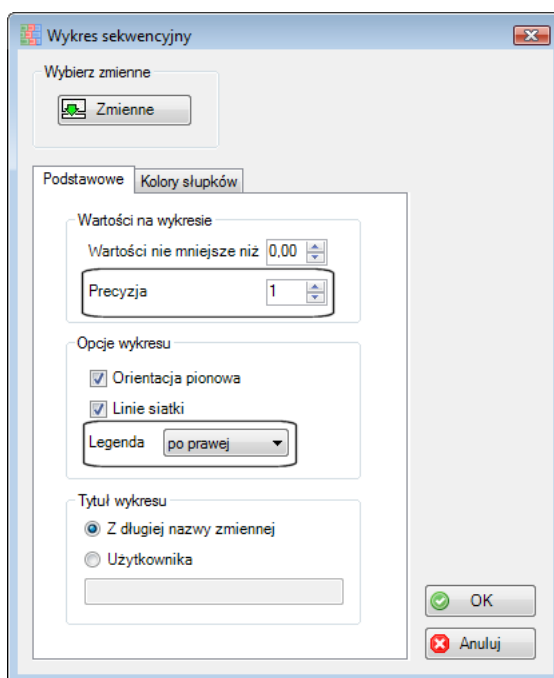 Wykres sekwencyjny
Wybierz zmienne
Zmienne
Podstawowe Kolory słupków
Wartości na wykresie
Wartości nie mniejsze niż 0,00
Precyzja 1
Opcje wykresu
Orientacja pionowa
Linie siatki
Legenda po prawej
Tytuł wykresu
Z długiej nazwy zmiennej
Użytkownika
OK
Anuluj